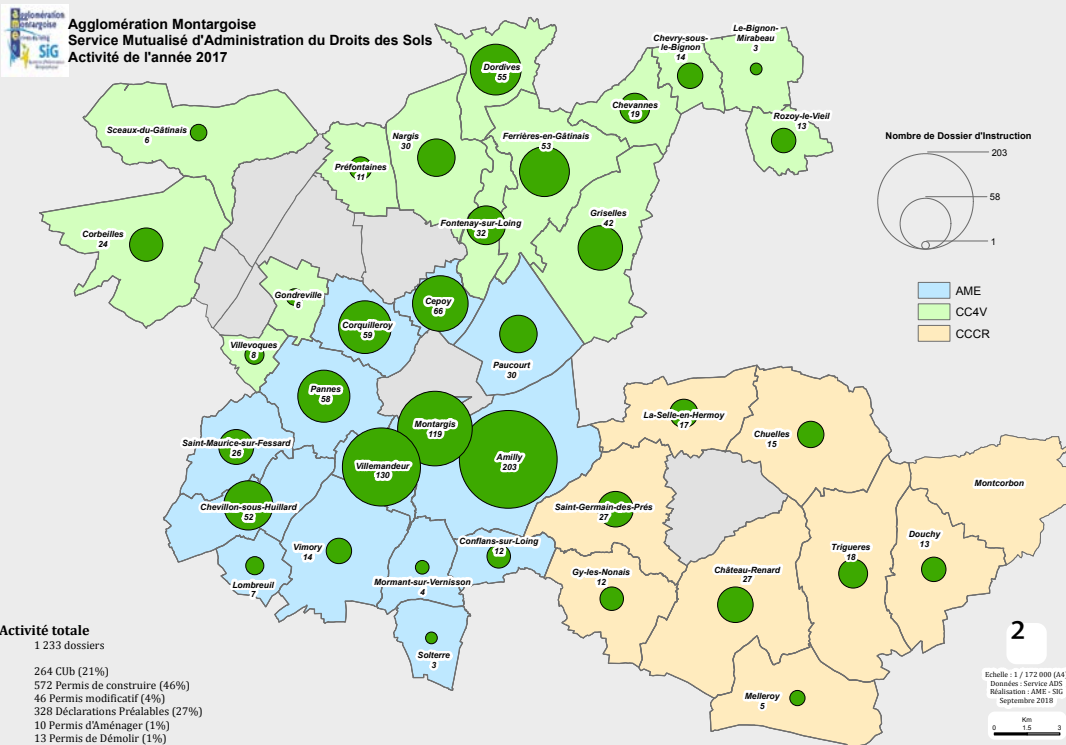 Agglomération Montargoise
Service Mutualisé d'Administration du Droits des Sols
Activité de l'année 2017
SiG
Le-Bignon-
Mirabeau
3
Chevry-sous-
le-Bignon
14
Dordives
55
Chevannes
19
Rozoy-le-Vieil
13
Sceaux-du-Gâtinais
6
Nargis
30
Ferrières-en-Gâtinais
53
Préfontaines
11
Nombre de Dossier d'Instruction
203
58
1
Griselles
42
Fontenay-sur-Loing
32
Corbeilles
24
AME
CC4V
CCCR
Gondreville
6
Cepoy
66
Corquilleroy
59
Villevoques
8
Paucourt
30
Pannes
58
Montargis
119
La-Selle-en-Hermoy
17
Chuelles
15
Saint-Maurice-sur-Fessard
26
Villemandeur
130
Amilly
203
Montcorbon
Chevillon-sous-Huillard
52
Saint-Germain-des-Prés
27
Vimory
14
Conflans-sur-Loing
12
Trigueres
18
Douchy
13
Lombreuil
7
Mormant-sur-Vernisson
4
Gy-les-Nonais
12
Château-Renard
27
Solterre
3
Melleroy
5
Activité totale
1 233 dossiers
264 CUb (21%)
572 Permis de construire (46%)
46 Permis modificatif (4%)
328 Déclarations Préalables (27%)
10 Permis d'Aménager (1%)
13 Permis de Démolir (1%)
2
Echelle : 1 / 172 000 (A4)
Données : Service ADS
Réalisation : AME - SIG
Septembre 2018
Km
0 1.5 3